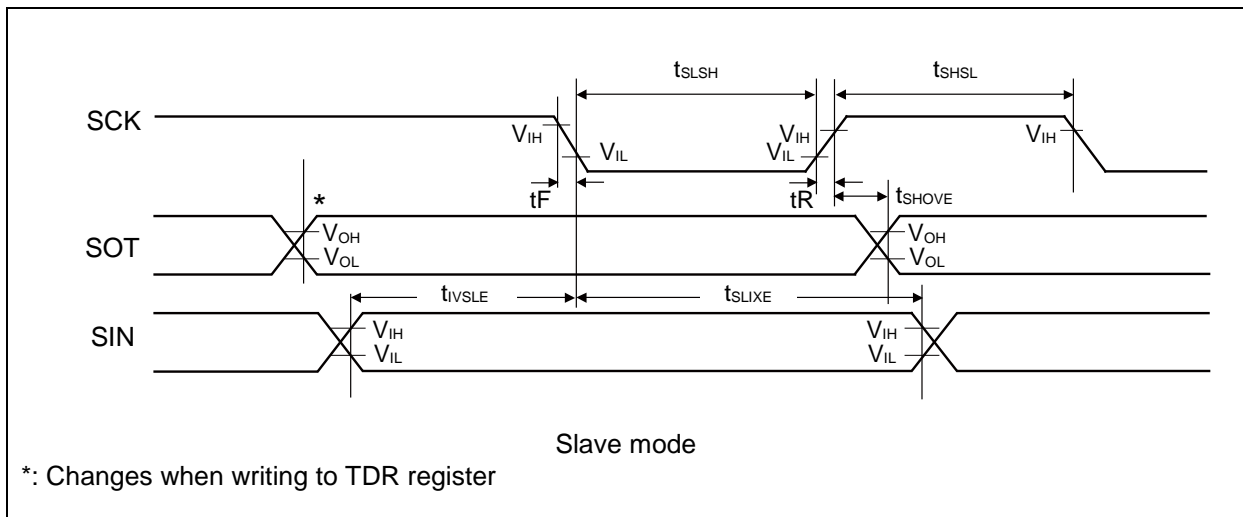 tSLSH
tSHSL
SCK
VIH
VIL
VIH
VIL
VIH
tF
tR
tSHOVE
*
SOT
VOH
VOL
VOH
VOL
tIVSLE
tSLIXE
SIN
VIH
VIL
VIH
VIL
Slave mode
*: Changes when writing to TDR register